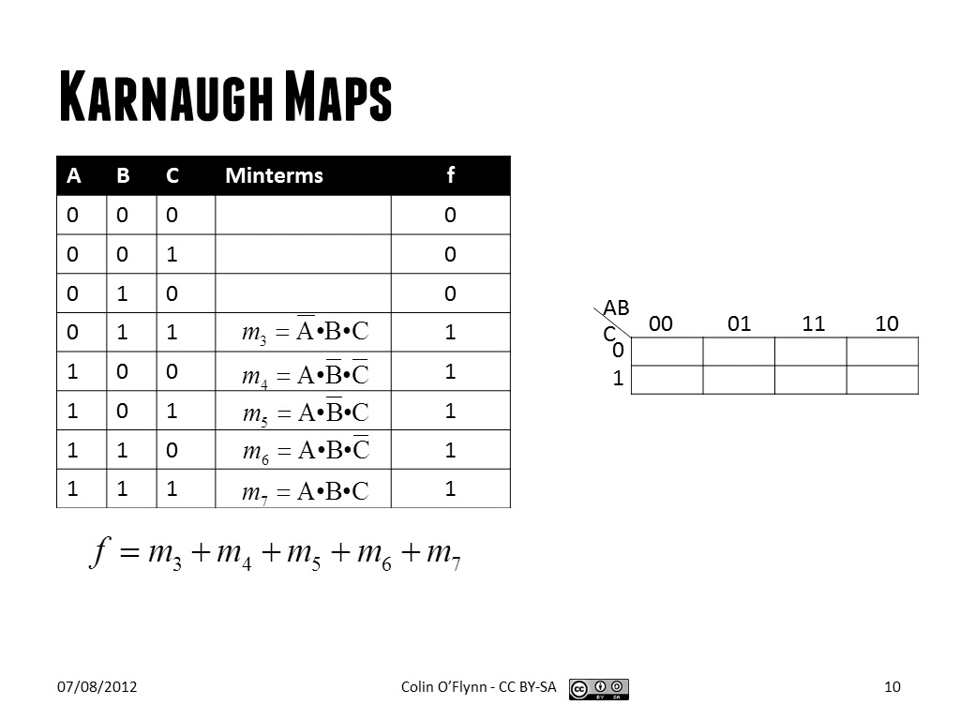 KARNAUGH MAPS
A B C Minterms f
0 0 0 0
0 0 1 0
0 1 0 0
0 1 1 m₃ = A̅•B•C 1
1 0 0 m₄ = A•B̅•C̅ 1
1 0 1 m₅ = A•B̅•C 1
1 1 0 m₆ = A•B•C̅ 1
1 1 1 m₇ = A•B•C 1
f = m₃ + m₄ + m₅ + m₆ + m₇
AB
C 00 01 11 10
0
1
07/08/2012 Colin O’Flynn - CC BY-SA cc BY SA 10